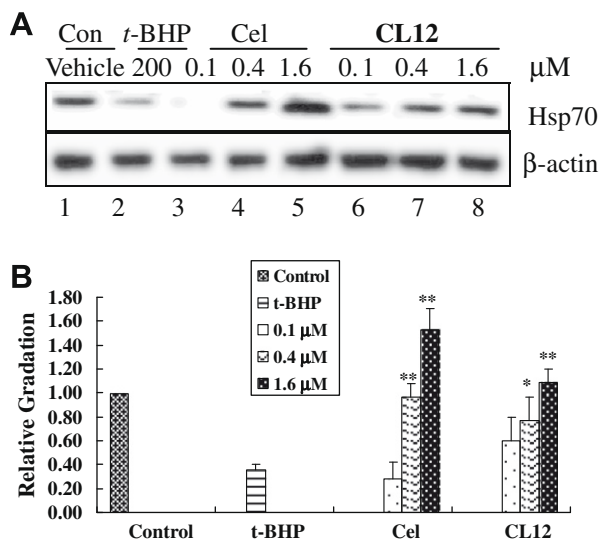 A
Con t-BHP Cel CL12
Vehicle 200 0.1 0.4 1.6 0.1 0.4 1.6 μM
Hsp70
β-actin
1 2 3 4 5 6 7 8
B
Control
t-BHP
0.1 μM
0.4 μM
1.6 μM
Relative Gradation
1.80
1.60
1.40
1.20
1.00
0.80
0.60
0.40
0.20
0.00
** ** * **
Control t-BHP Cel CL12